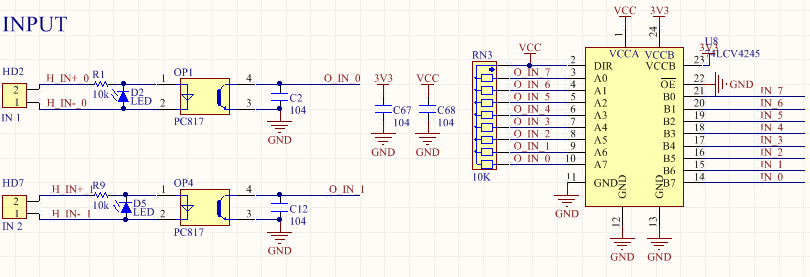 INPUT
HD2
2
1
IN 1
H_IN+_0
H_IN-_0
R1
10k
D2
LED
1
2
OP1
PC817
4
3
C2
104
GND
O_IN_0
3V3
C67
104
GND
VCC
C68
104
GND
HD7
2
1
IN 2
H_IN+_1
H_IN-_1
R9
10k
D5
LED
1
2
OP4
PC817
4
3
C12
104
GND
O_IN_1
RN3
10K
VCC
O_IN_7
O_IN_6
O_IN_5
O_IN_4
O_IN_3
O_IN_2
O_IN_1
O_IN_0
2
3
4
5
6
7
8
9
10
11
GND
VCC
1
3V3
24
U8
74LCV4245
3V3
VCCA
VCCB
VCCB
DIR
A0
A1
A2
A3
A4
A5
A6
A7
GND
OE
B0
B1
B2
B3
B4
B5
B6
B7
GND
GND
12
13
GND
GND
23
22
GND
21
20
19
18
17
16
15
14
IN_7
IN_6
IN_5
IN_4
IN_3
IN_2
IN_1
IN_0